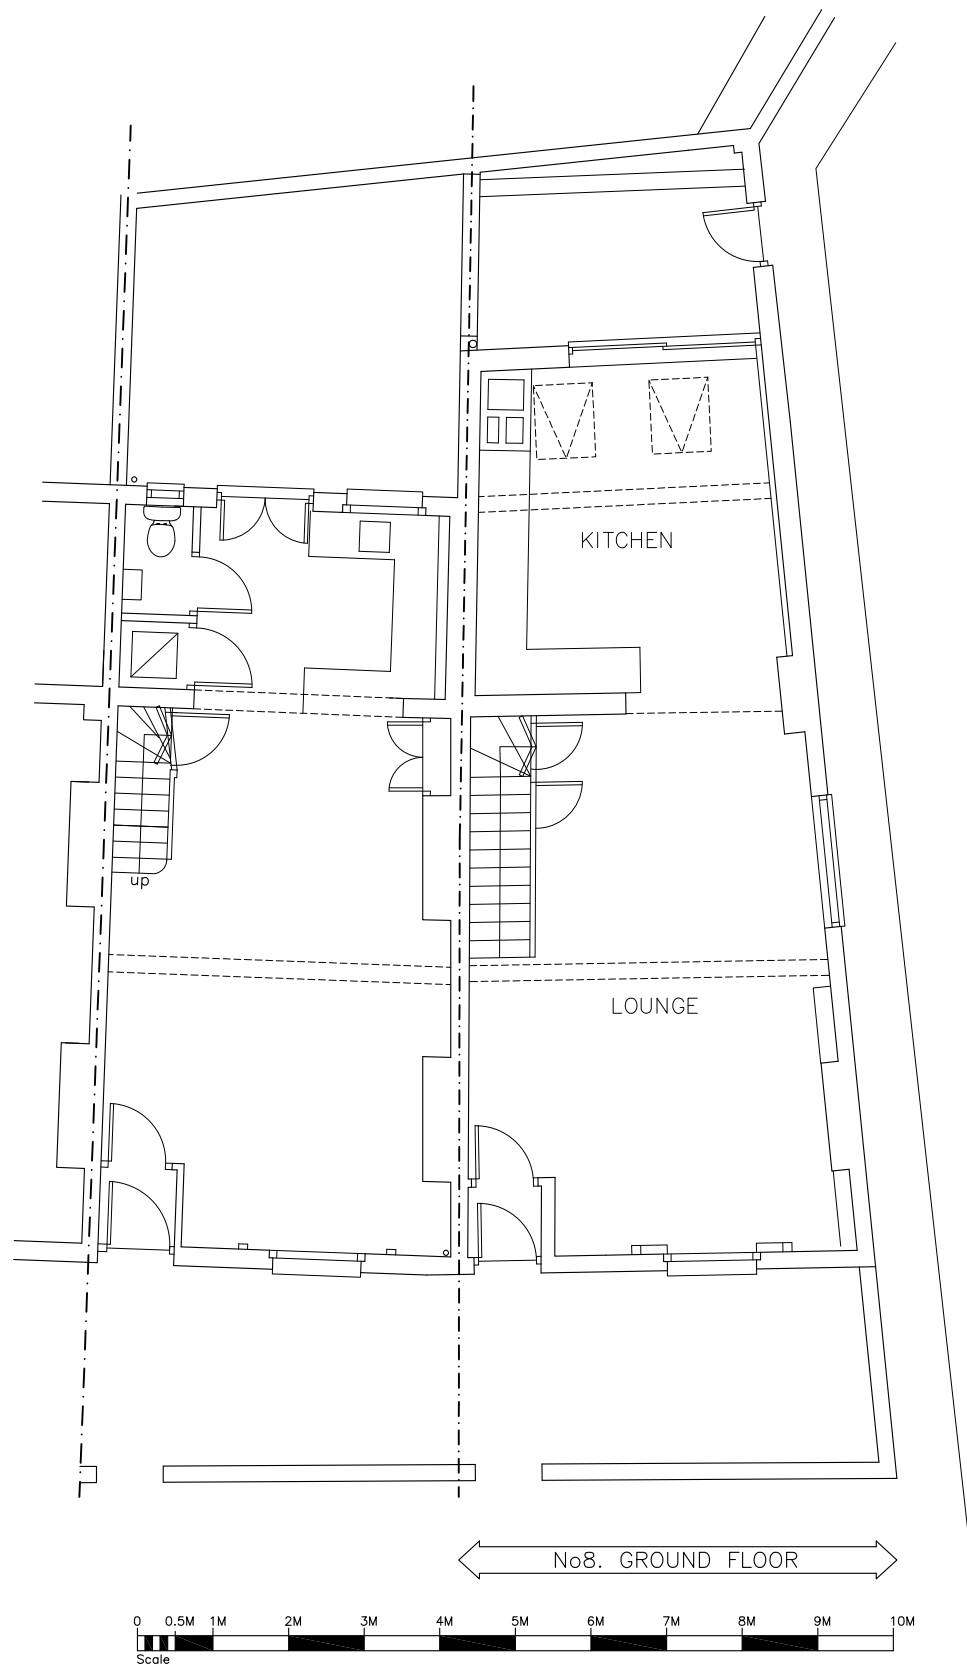 KITCHEN
up
LOUNGE
No8. GROUND FLOOR
0 0.5M 1M 2M 3M 4M 5M 6M 7M 8M 9M 10M
Scale